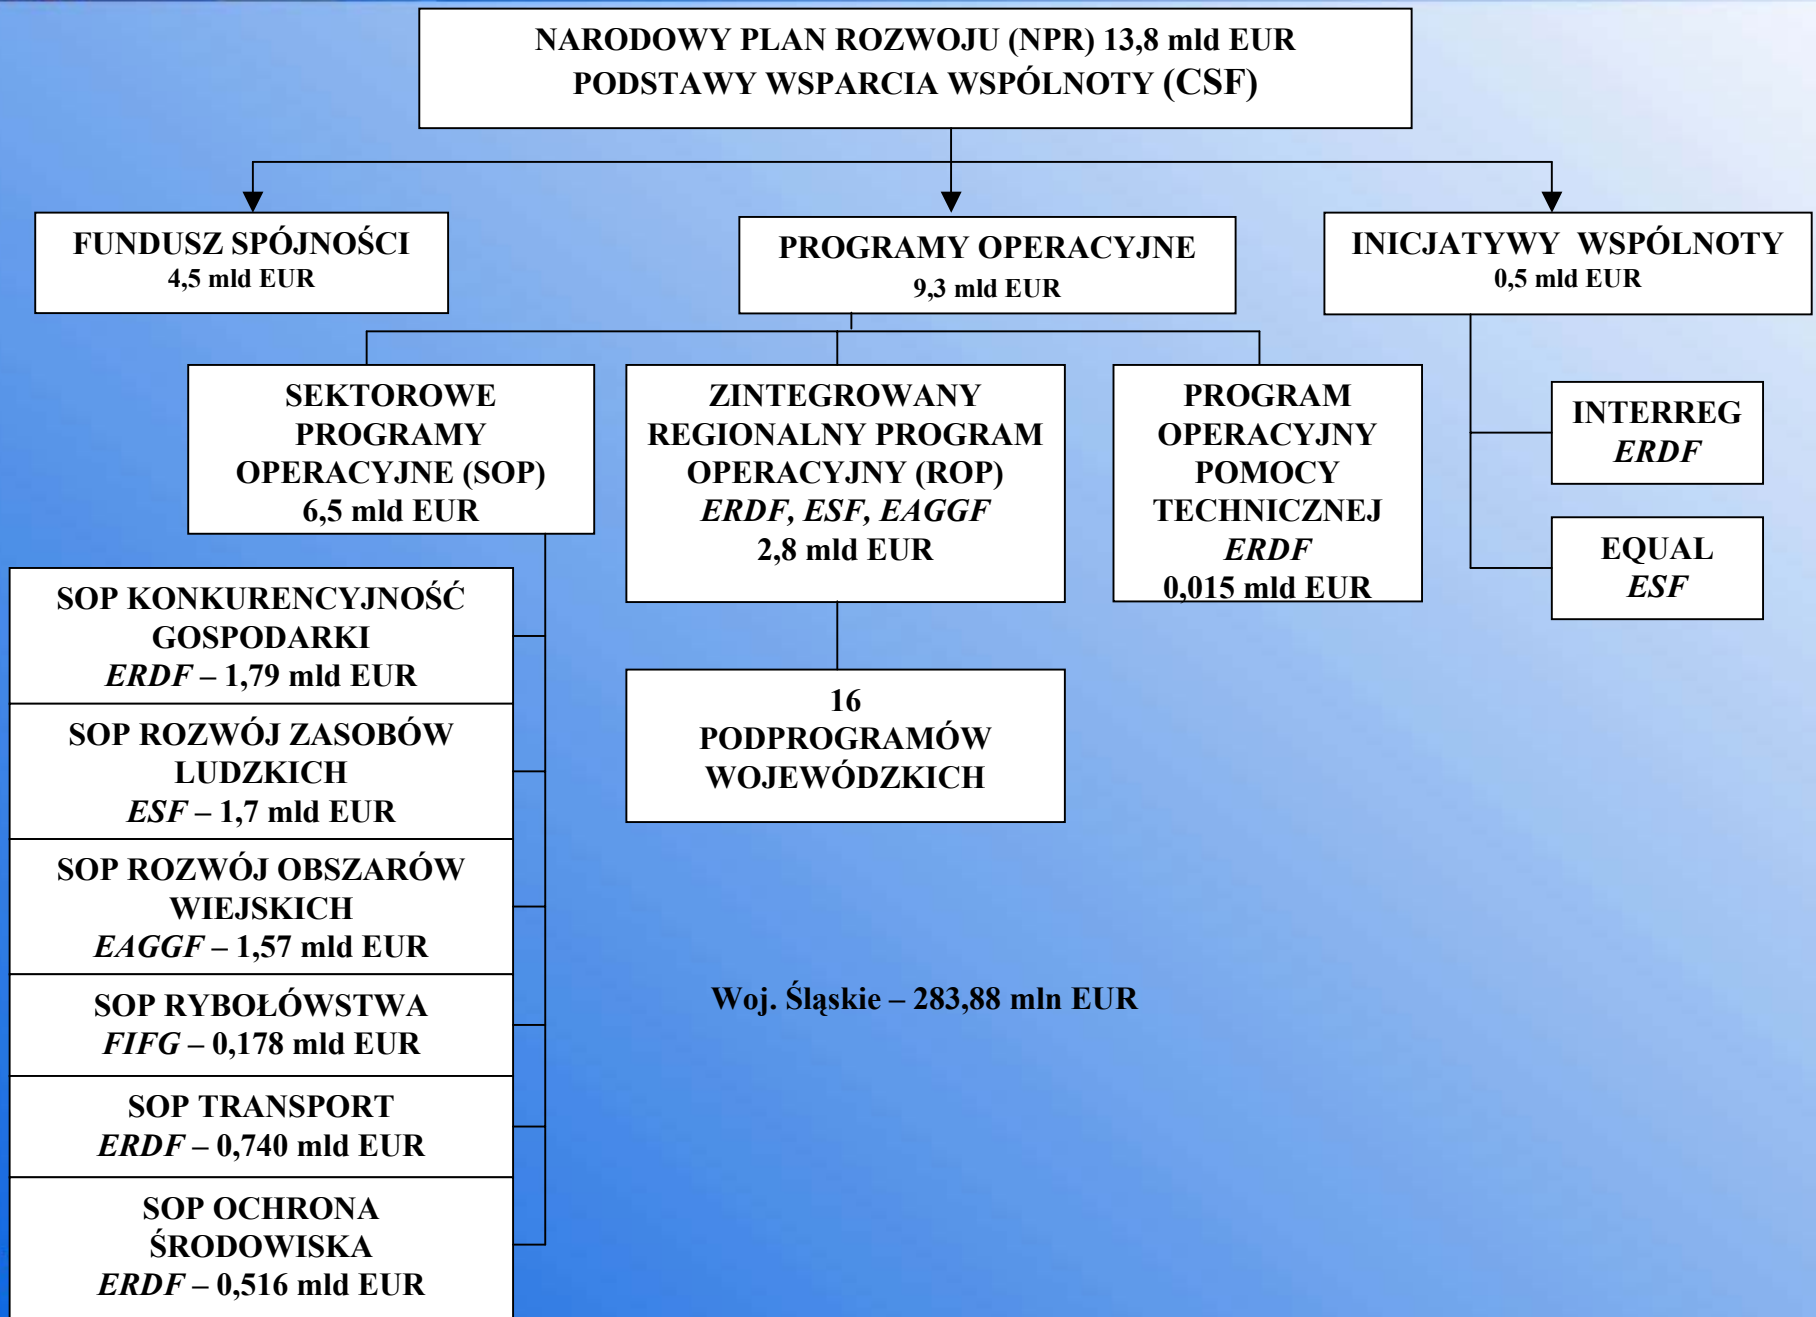 NARODOWY PLAN ROZWOJU (NPR) 13,8 mld EUR
PODSTAWY WSPARCIA WSPÓLNOTY (CSF)
FUNDUSZ SPÓJNOŚCI
4,5 mld EUR
PROGRAMY OPERACYJNE
9,3 mld EUR
INICJATYWY WSPÓLNOTY
0,5 mld EUR
SEKTOROWE
PROGRAMY
OPERACYJNE (SOP)
6,5 mld EUR
ZINTEGROWANY
REGIONALNY PROGRAM
OPERACYJNY (ROP)
ERDF, ESF, EAGGF
2,8 mld EUR
PROGRAM
OPERACYJNY
POMOCY
TECHNICZNEJ
ERDF
0,015 mld EUR
INTERREG
ERDF
EQUAL
ESF
SOP KONKURENCYJNOŚĆ
GOSPODARKI
ERDF – 1,79 mld EUR
SOP ROZWÓJ ZASOBÓW
LUDZKICH
ESF – 1,7 mld EUR
SOP ROZWÓJ OBSZARÓW
WIEJSKICH
EAGGF – 1,57 mld EUR
SOP RYBOŁÓWSTWA
FIFG – 0,178 mld EUR
SOP TRANSPORT
ERDF – 0,740 mld EUR
SOP OCHRONA
ŚRODOWISKA
ERDF – 0,516 mld EUR
16
PODPROGRAMÓW
WOJEWÓDZKICH
Woj. Śląskie – 283,88 mln EUR